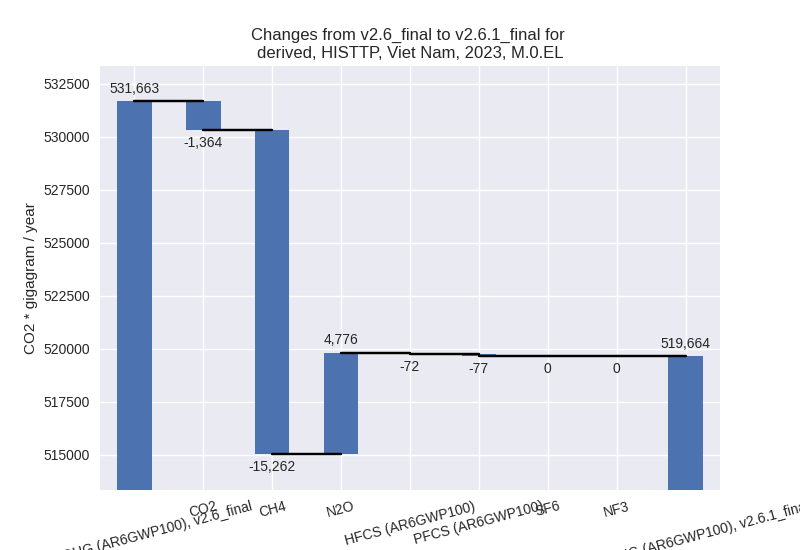 Changes from v2.6_final to v2.6.1_final for
derived, HISTTP, Viet Nam, 2023, M.0.EL
CO2 * gigagram / year
532500
530000
527500
525000
522500
520000
517500
515000
531,663
-1,364
-15,262
4,776
-72
-77
0
0
519,664
(AR6GWP100), v2.6_final
CO2
CH4
N2O
HFCS (AR6GWP100)
PFCS (AR6GWP100)
SF6
NF3
(AR6GWP100), v2.6.1_fina